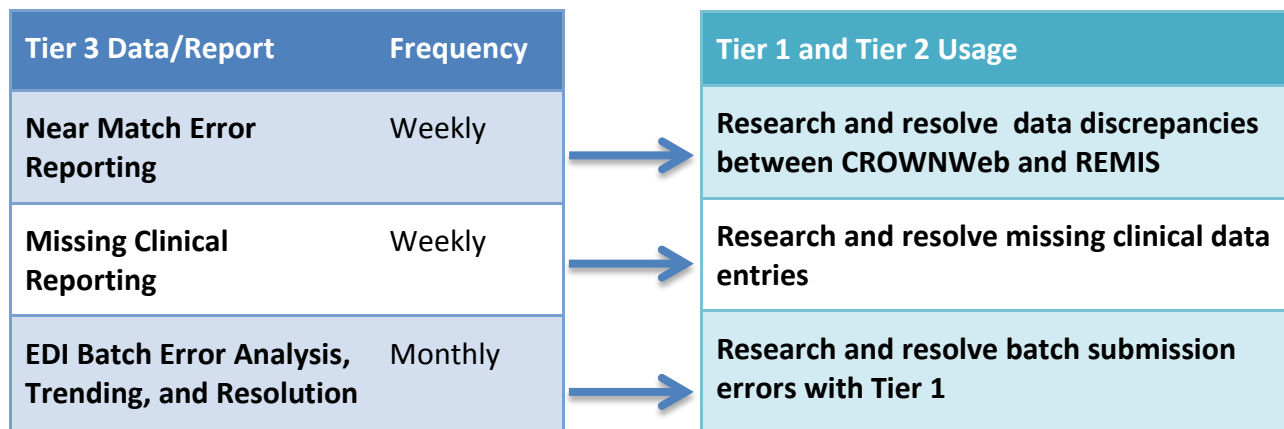 Tier 3 Data/Report Frequency
Near Match Error Weekly
Reporting
Missing Clinical Weekly
Reporting
EDI Batch Error Analysis, Monthly
Trending, and Resolution
Tier 1 and Tier 2 Usage
Research and resolve data discrepancies
between CROWNWeb and REMIS
Research and resolve missing clinical data
entries
Research and resolve batch submission
errors with Tier 1